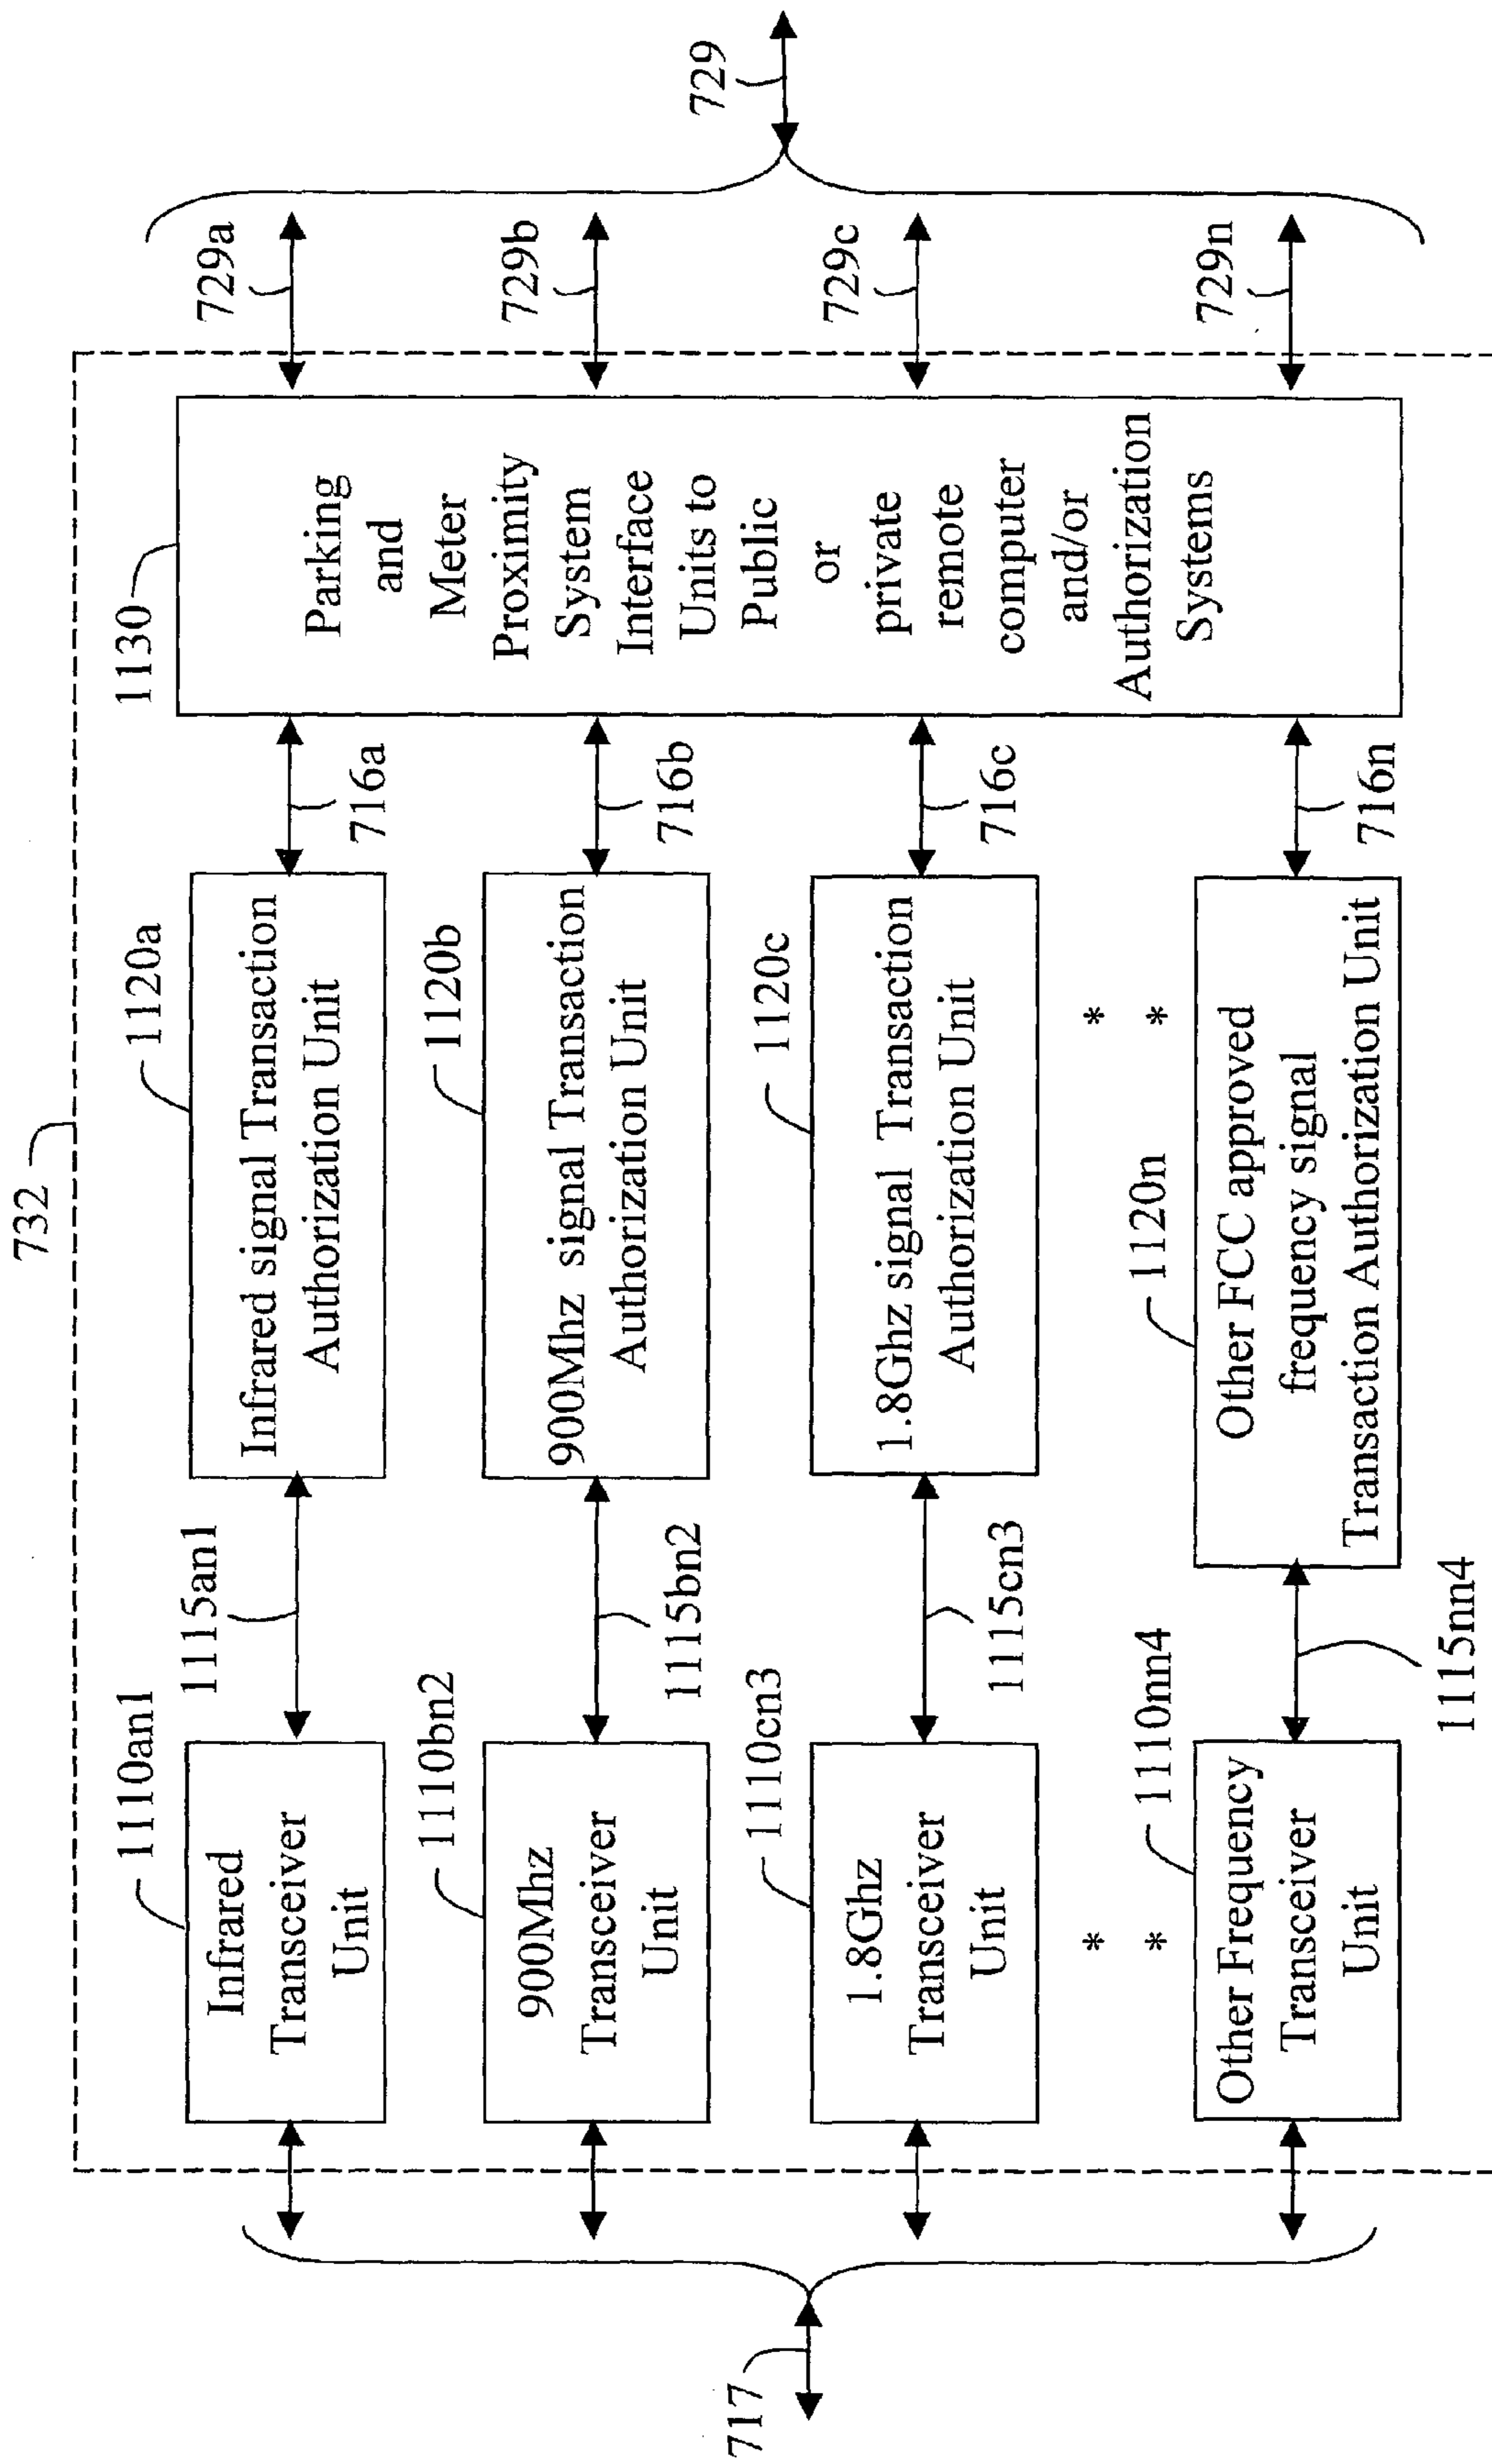 732
717
1110an1
Infrared
Transceiver
Unit
1115an1
1120a
Infrared signal Transaction
Authorization Unit
716a
1130
Parking
and
Meter
Proximity
System
Interface
Units to
Public
or
private
remote
computer
and/or
Authorization
Systems
729a
729
1110bn2
900Mhz
Transceiver
Unit
1115bn2
1120b
900Mhz signal Transaction
Authorization Unit
716b
729b
1110cn3
1.8Ghz
Transceiver
Unit
1115cn3
1120c
1.8Ghz signal Transaction
Authorization Unit
716c
729c
* *
* *
1110nn4
Other Frequency
Transceiver
Unit
1115nn4
1120n
Other FCC approved
frequency signal
Transaction Authorization Unit
716n
729n